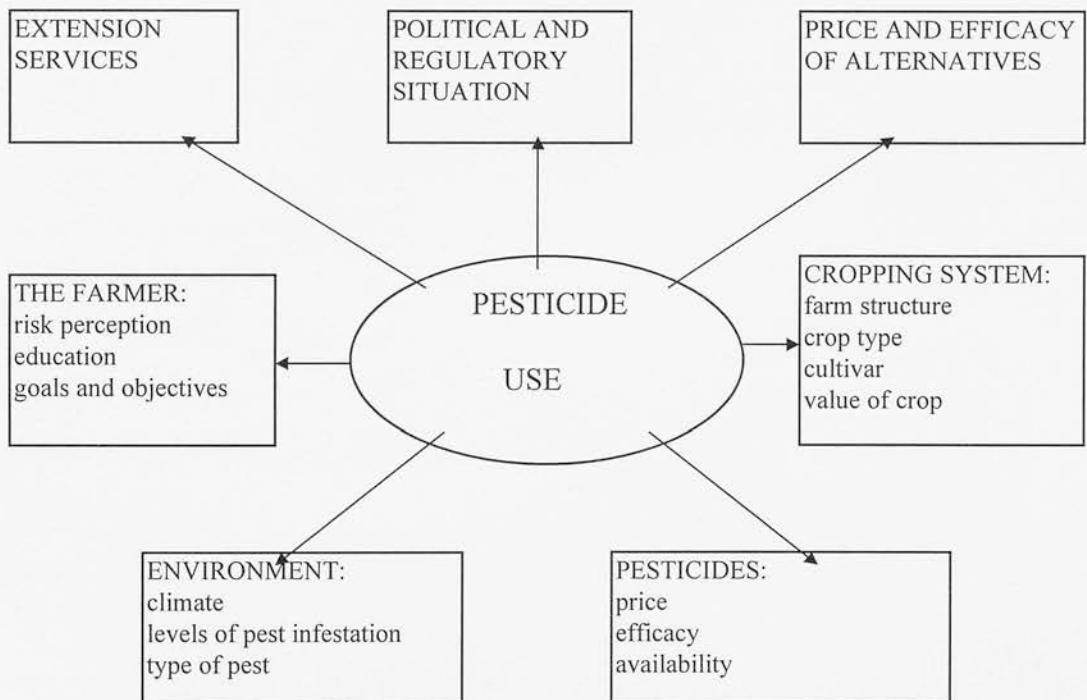 EXTENSION
SERVICES
POLITICAL AND
REGULATORY
SITUATION
PRICE AND EFFICACY
OF ALTERNATIVES
THE FARMER:
risk perception
education
goals and objectives
PESTICIDE
USE
CROPPING SYSTEM:
farm structure
crop type
cultivar
value of crop
ENVIRONMENT:
climate
levels of pest infestation
type of pest
PESTICIDES:
price
efficacy
availability